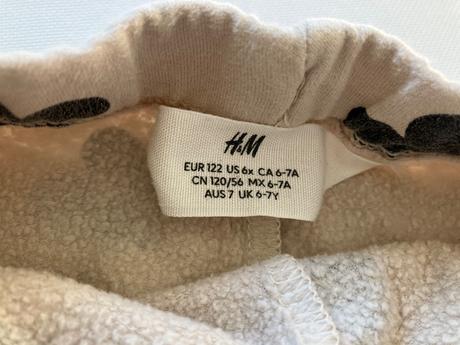 H&M
EUR 122 US 6x CA 6-7A
CN 120/56 MX 6-7A
AUS 7 UK 6-7Y